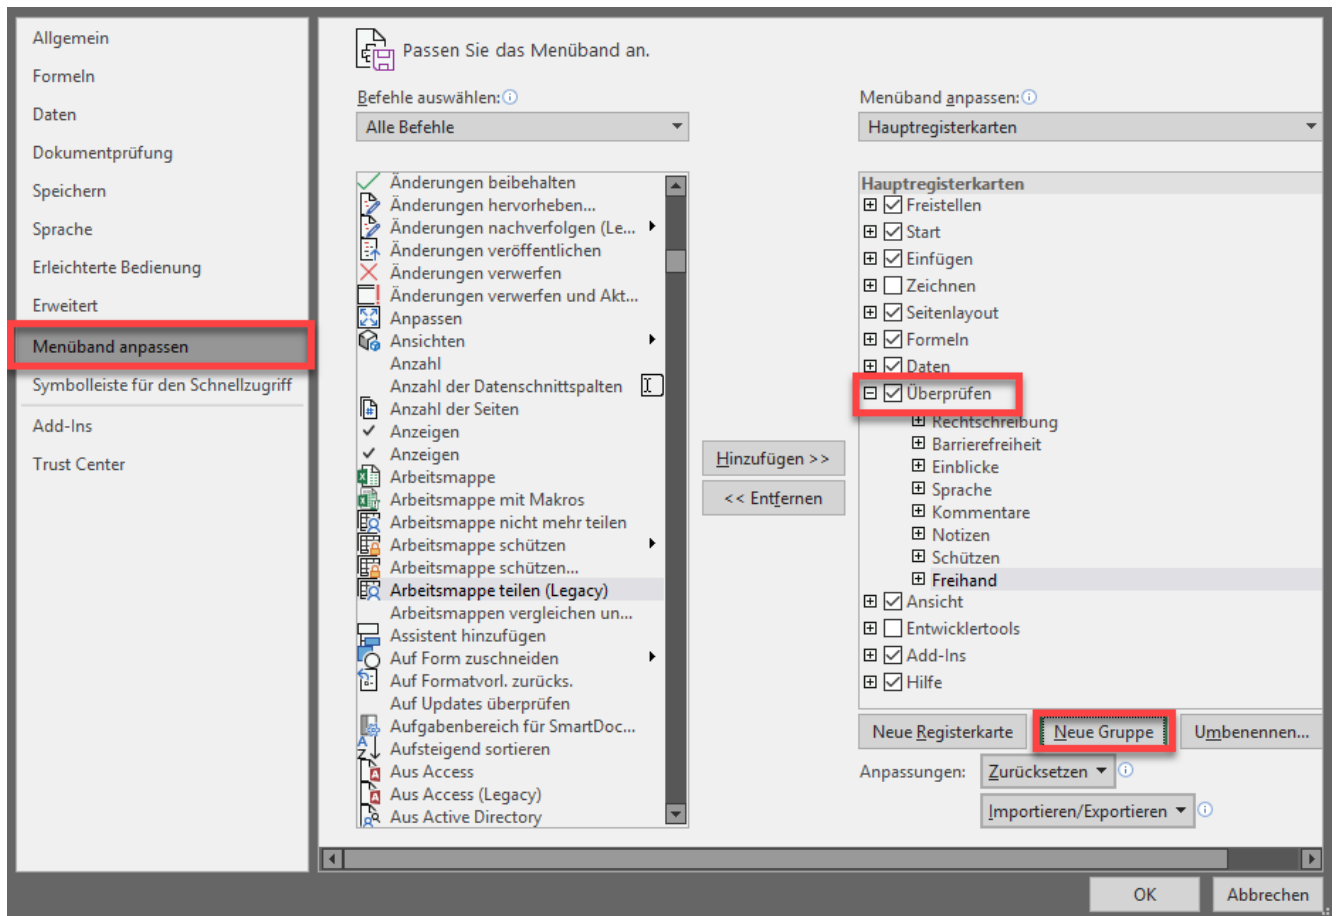 Allgemein
Formeln
Daten
Dokumentprüfung
Speichern
Sprache
Erleichterte Bedienung
Erweitert
Menüband anpassen
Symbolleiste für den Schnellzugriff
Add-Ins
Trust Center
Passen Sie das Menüband an.
Befehle auswählen:
Alle Befehle
Änderungen beibehalten
Änderungen hervorheben...
Änderungen nachverfolgen (Le...
Änderungen veröffentlichen
Änderungen verwerfen
Änderungen verwerfen und Akt...
Anpassen
Ansichten
Anzahl
Anzahl der Datenschnittspalten
Anzahl der Seiten
Anzeigen
Anzeigen
Arbeitsmappe
Arbeitsmappe mit Makros
Arbeitsmappe nicht mehr teilen
Arbeitsmappe schützen
Arbeitsmappe schützen...
Arbeitsmappe teilen (Legacy)
Arbeitsmappen vergleichen un...
Assistent hinzufügen
Auf Form zuschneiden
Auf Formatvorl. zurücks.
Auf Updates überprüfen
Aufgabenbereich für SmartDoc...
Aufsteigend sortieren
Aus Access
Aus Access (Legacy)
Aus Active Directory
Hinzufügen >>
<< Entfernen
Menüband anpassen:
Hauptregisterkarten
Hauptregisterkarten
Freistellen
Start
Einfügen
Zeichnen
Seitenlayout
Formeln
Daten
Überprüfen
Rechtschreibung
Barrierefreiheit
Einblicke
Sprache
Kommentare
Notizen
Schützen
Freihand
Ansicht
Entwicklertools
Add-Ins
Hilfe
Neue Registerkarte
Neue Gruppe
Umbenennen...
Anpassungen:
Zurücksetzen
Importieren/Exportieren
OK
Abbrechen